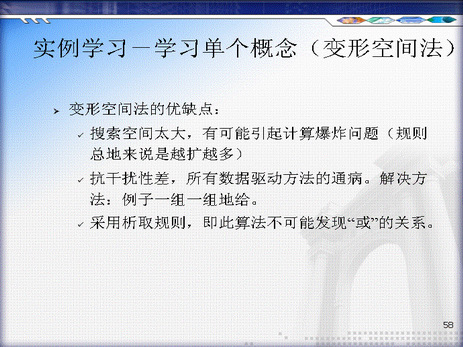 实例学习－学习单个概念（变形空间法）
变形空间法的优缺点：
搜索空间太大，有可能引起计算爆炸问题（规则
总地来说是越扩越多）
抗干扰性差，所有数据驱动方法的通病。解决方
法：例子一组一组地给。
采用析取规则，即此算法不可能发现“或”的关系。
58